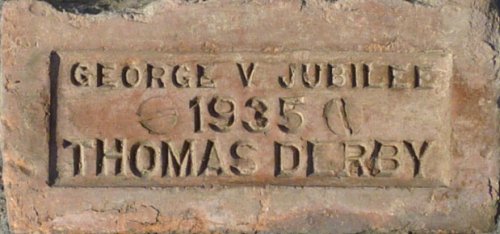 GEORGE V JUBILEE
1935
THOMAS DERBY